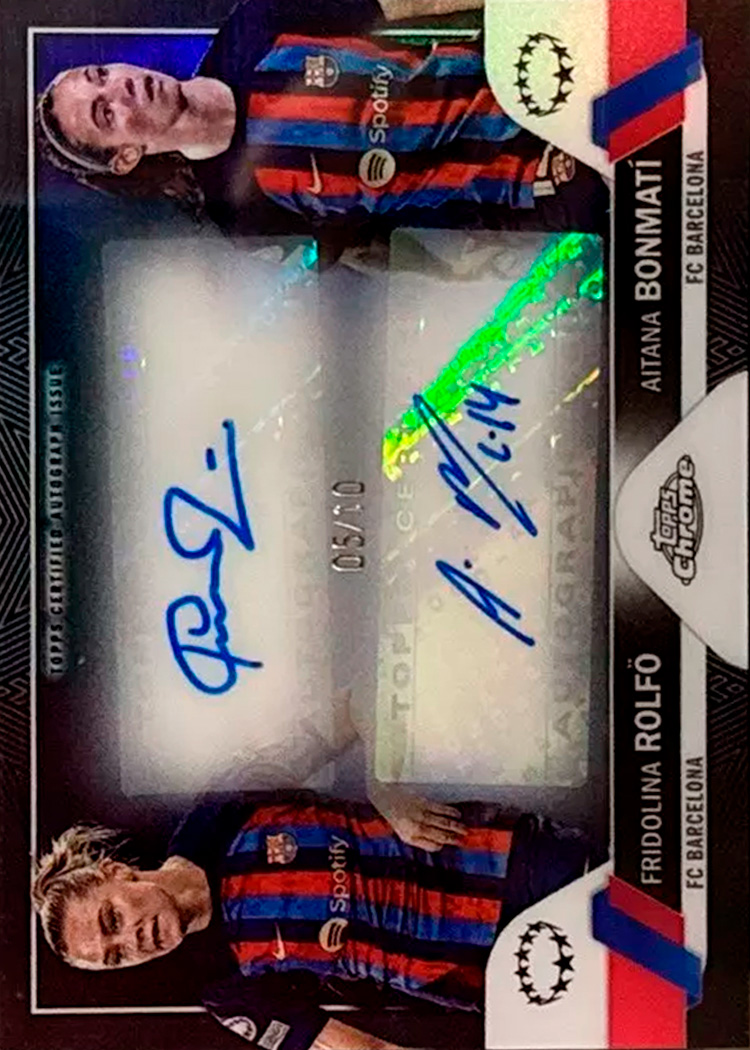 TOPPS CERTIFIED AUTOGRAPH ISSUE
Spotify
Spotify
05/10
FRIDOLINA ROLFÖ
FC BARCELONA
topps
chrome
AITANA BONMATÍ
FC BARCELONA